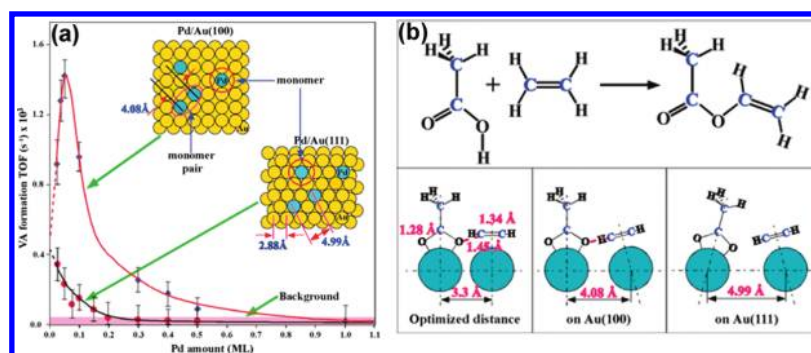 (a)
Pd/Au(100)
Pd
monomer
4.08Å
monomer
pair
Au
Pd/Au(111)
Pd
Au
2.88Å
4.99Å
Background
VA formation TOF (s⁻¹) x 10³
1.6
1.2
0.8
0.4
0.0
0.0 0.1 0.2 0.3 0.4 0.5 0.6 0.7 0.8 0.9 1.0 1.1
Pd amount (ML)
(b)
H
H H
C
C
O O
H
+
H H
C C
H H
H
H H
C
C
O O
H
C
C
H
H
H
H H
C
C
O O
1.28 Å
1.34 Å
H C C H
1.45 Å
3.3 Å
Optimized distance
H
H H
C
C
O O
H C C H
4.08 Å
on Au(100)
H
H H
C
C
O O
H C C H
4.99 Å
on Au(111)